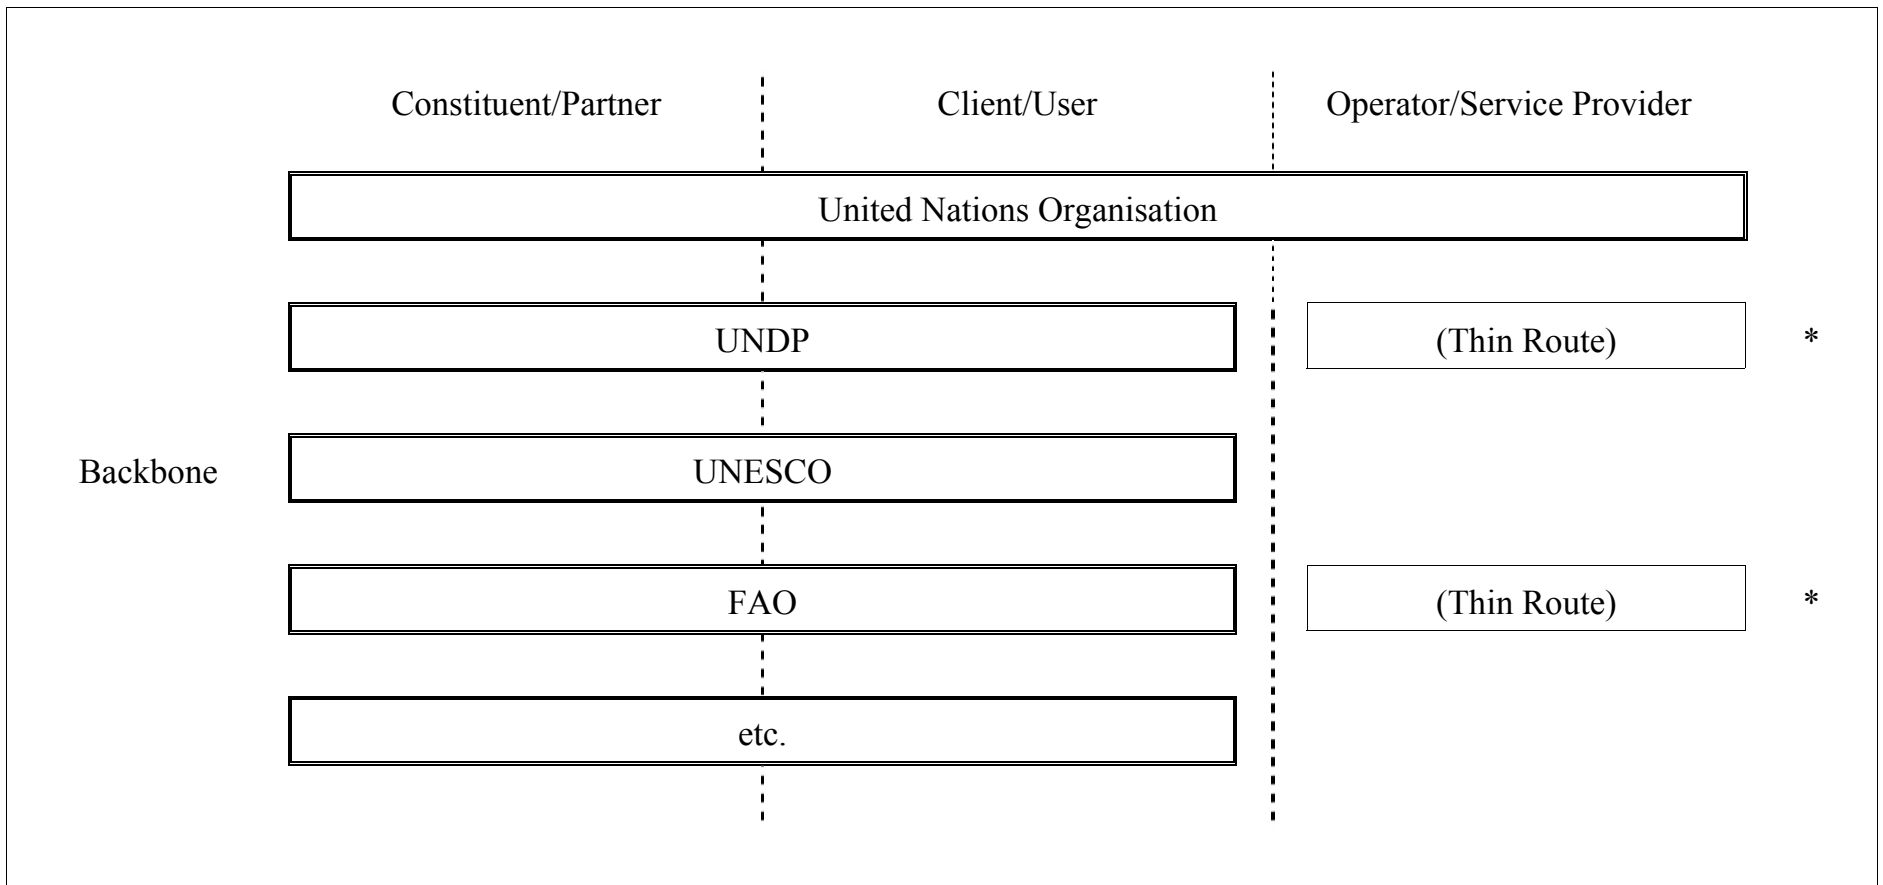 Constituent/Partner Client/User Operator/Service Provider
United Nations Organisation
UNDP (Thin Route) *
Backbone UNESCO
FAO (Thin Route) *
etc.